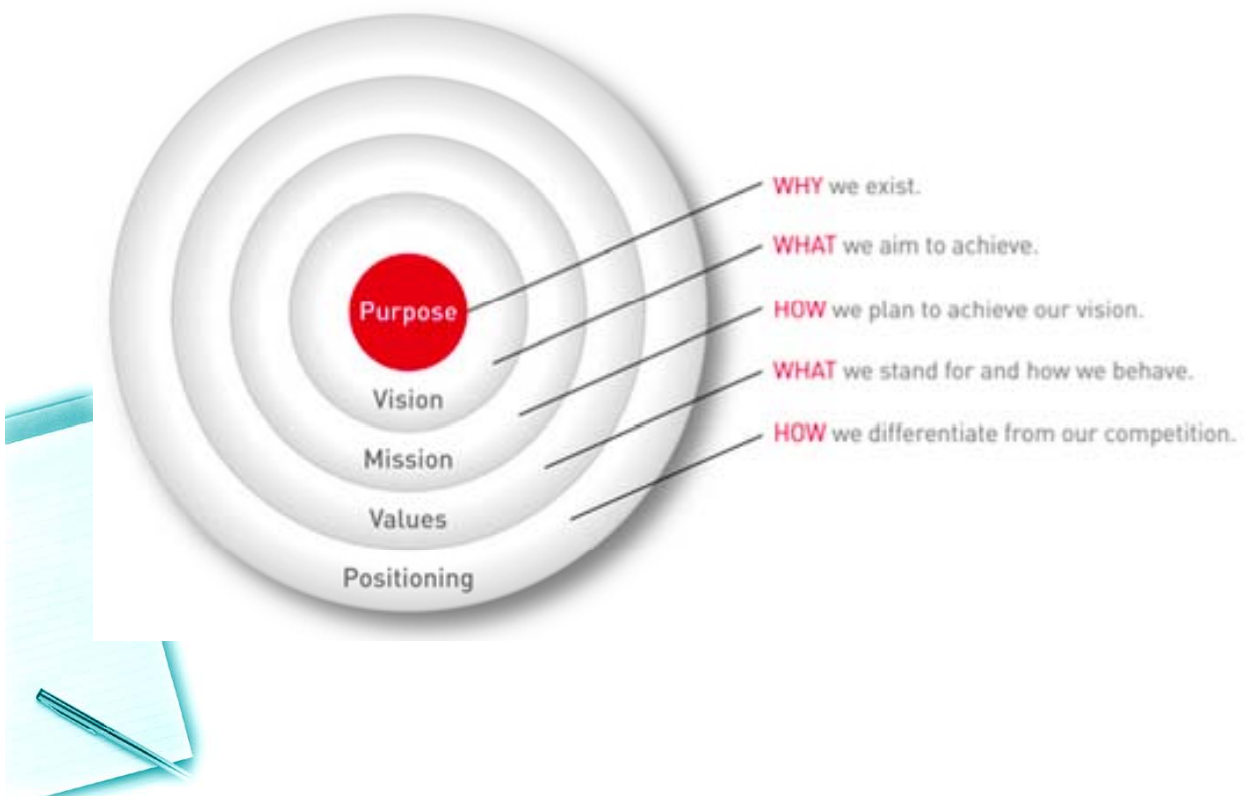 Purpose
Vision
Mission
Values
Positioning
WHY we exist.
WHAT we aim to achieve.
HOW we plan to achieve our vision.
WHAT we stand for and how we behave.
HOW we differentiate from our competition.